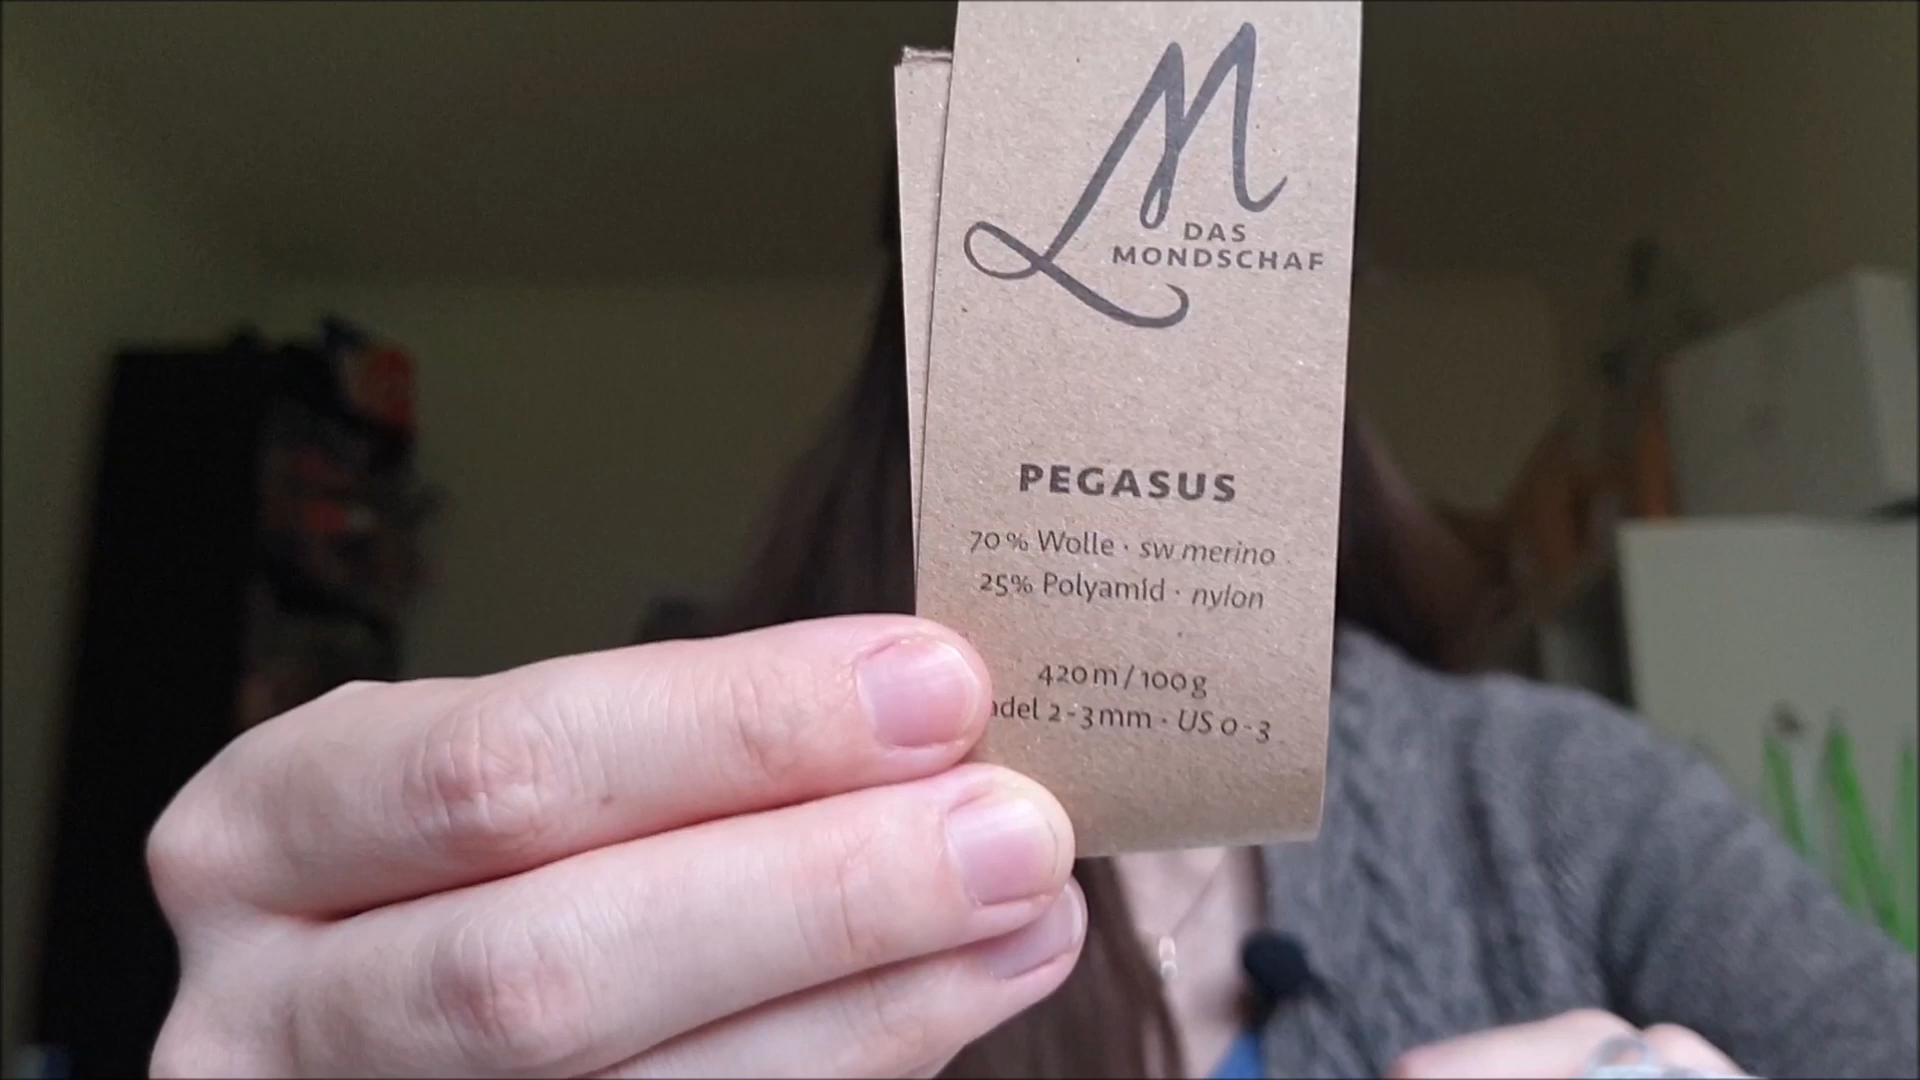 M
DAS
MONDSCHAF
PEGASUS
70% Wolle · sw merino
25% Polyamid · nylon
420m/100g
2-3mm · US 0-3